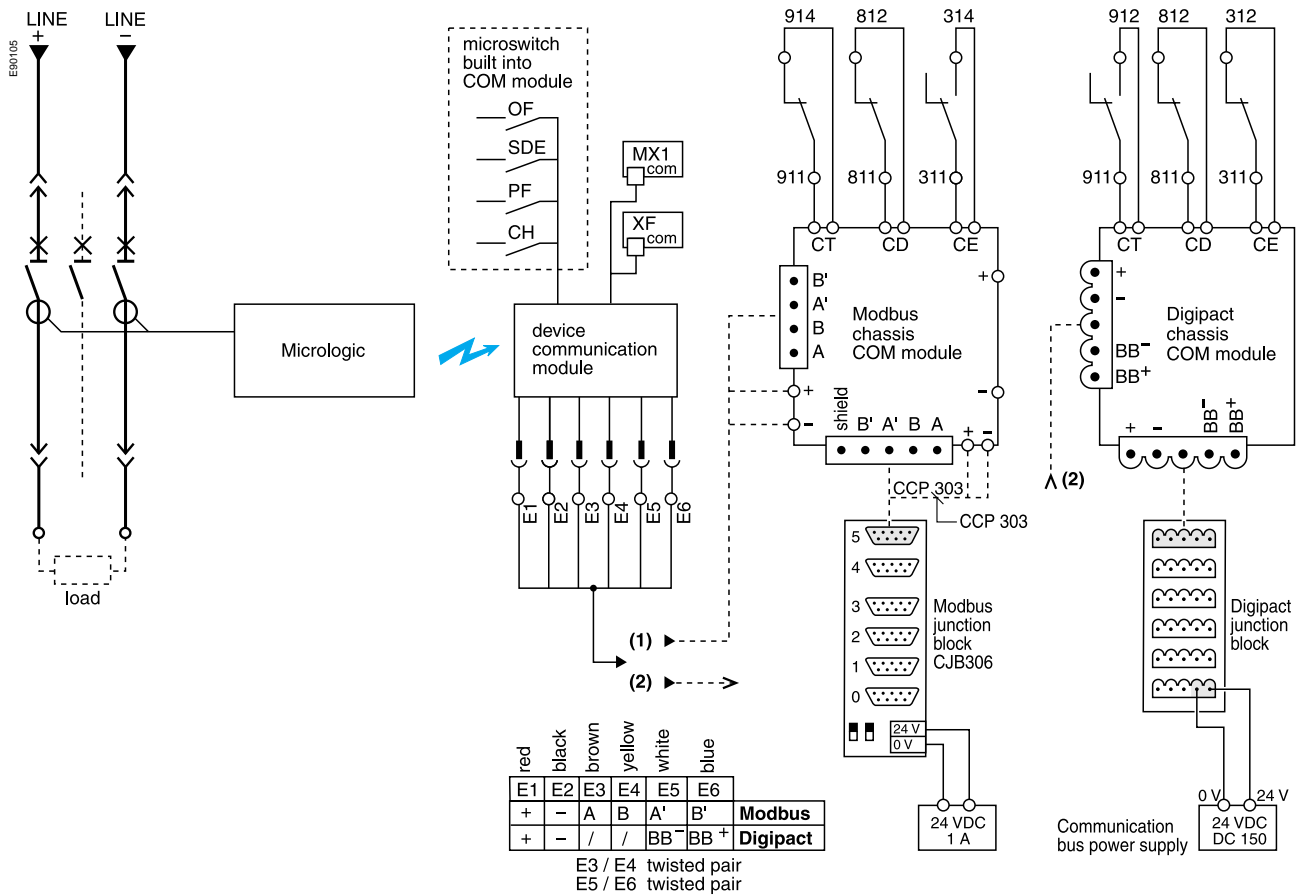 E90105
LINE
+
LINE
−
load
Micrologic
microswitch
built into
COM module
OF
SDE
PF
CH
MX1
com
XF
com
device
communication
module
E1
E2
E3
E4
E5
E6
(1)
(2)
914
812
314
911
811
311
CT
CD
CE
B'
A'
B
A
+
−
+
−
Modbus
chassis
COM module
shield
B'
A'
B
A
+
−
CCP 303
CCP 303
5
4
3
2
1
0
Modbus
junction
block
CJB306
24 V
0 V
24 VDC
1 A
912
812
312
911
811
311
CT
CD
CE
+
−
BB−
BB+
Digipact
chassis
COM module
+
−
BB−
BB+
(2)
Digipact
junction
block
0 V
24 V
Communication
bus power supply
24 VDC
DC 150
red
black
brown
yellow
white
blue
E1 E2 E3 E4 E5 E6
+ − A B A' B' Modbus
+ − / / BB− BB+ Digipact
E3 / E4 twisted pair
E5 / E6 twisted pair